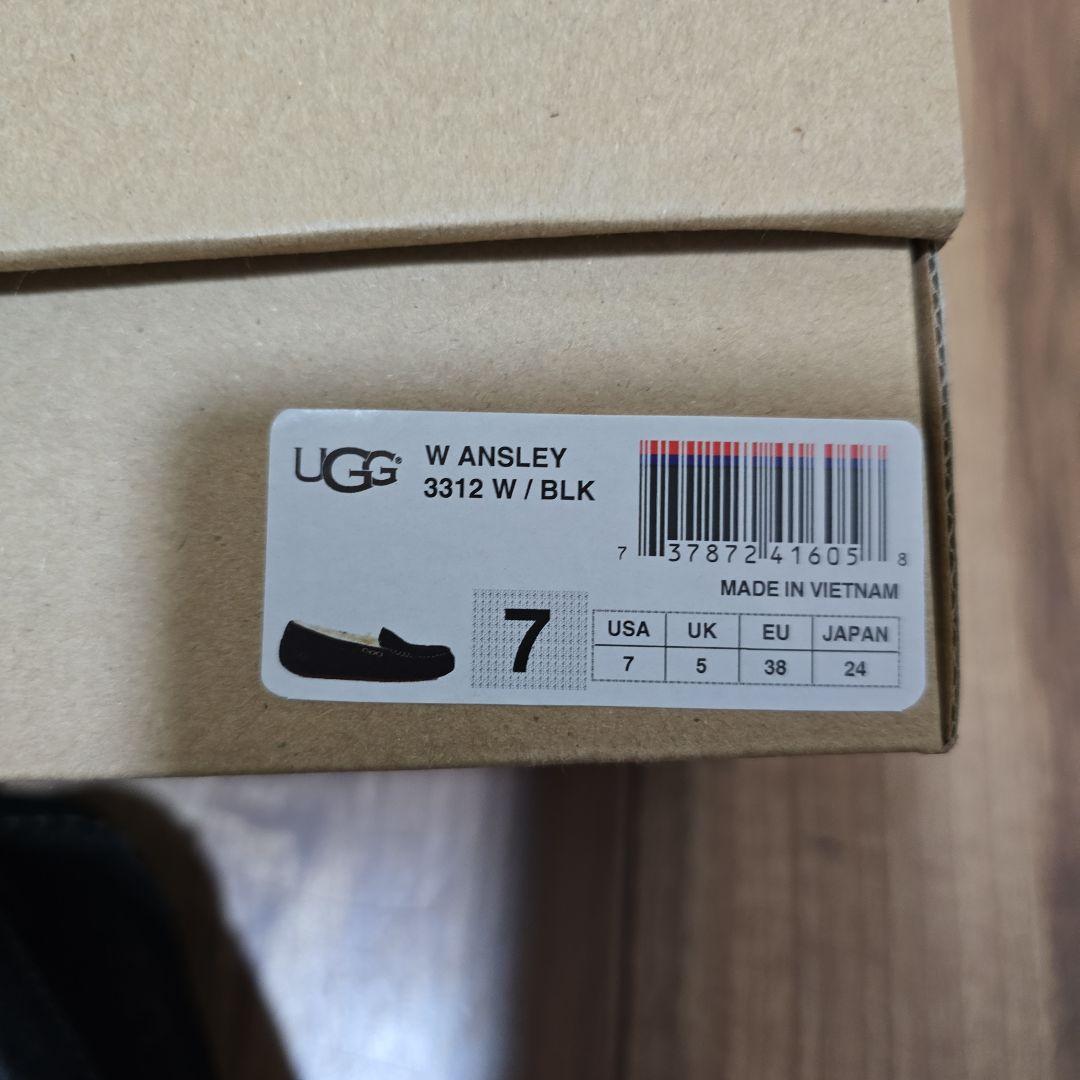 UGG®
W ANSLEY
3312 W / BLK
7 37872 41605 8
MADE IN VIETNAM
7
USA UK EU JAPAN
7 5 38 24